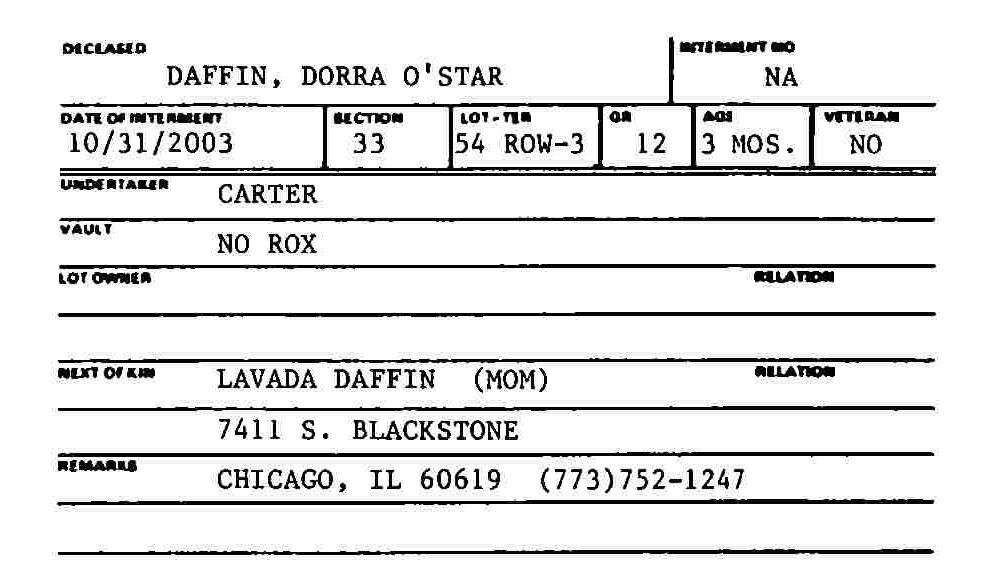 DECEASED INTERMENT NO
DAFFIN, DORRA O'STAR NA
DATE OF INTERMENT SECTION LOT-TER GR AGE VETERAN
10/31/2003 33 54 ROW-3 12 3 MOS. NO
UNDERTAKER CARTER
VAULT NO ROX
LOT OWNER RELATION
NEXT OF KIN LAVADA DAFFIN (MOM) RELATION
7411 S. BLACKSTONE
REMARKS CHICAGO, IL 60619 (773)752-1247